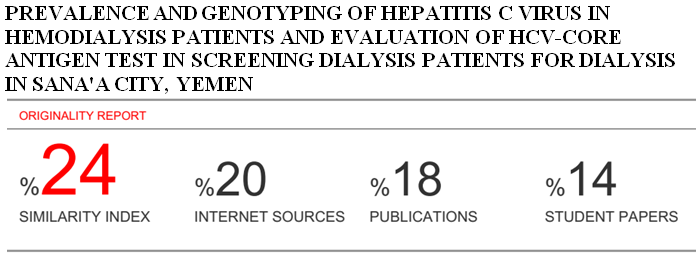 PREVALENCE AND GENOTYPING OF HEPATITIS C VIRUS IN
HEMODIALYSIS PATIENTS AND EVALUATION OF HCV-CORE
ANTIGEN TEST IN SCREENING DIALYSIS PATIENTS FOR DIALYSIS
IN SANA'A CITY, YEMEN
ORIGINALITY REPORT
%24 %20 %18 %14
SIMILARITY INDEX INTERNET SOURCES PUBLICATIONS STUDENT PAPERS